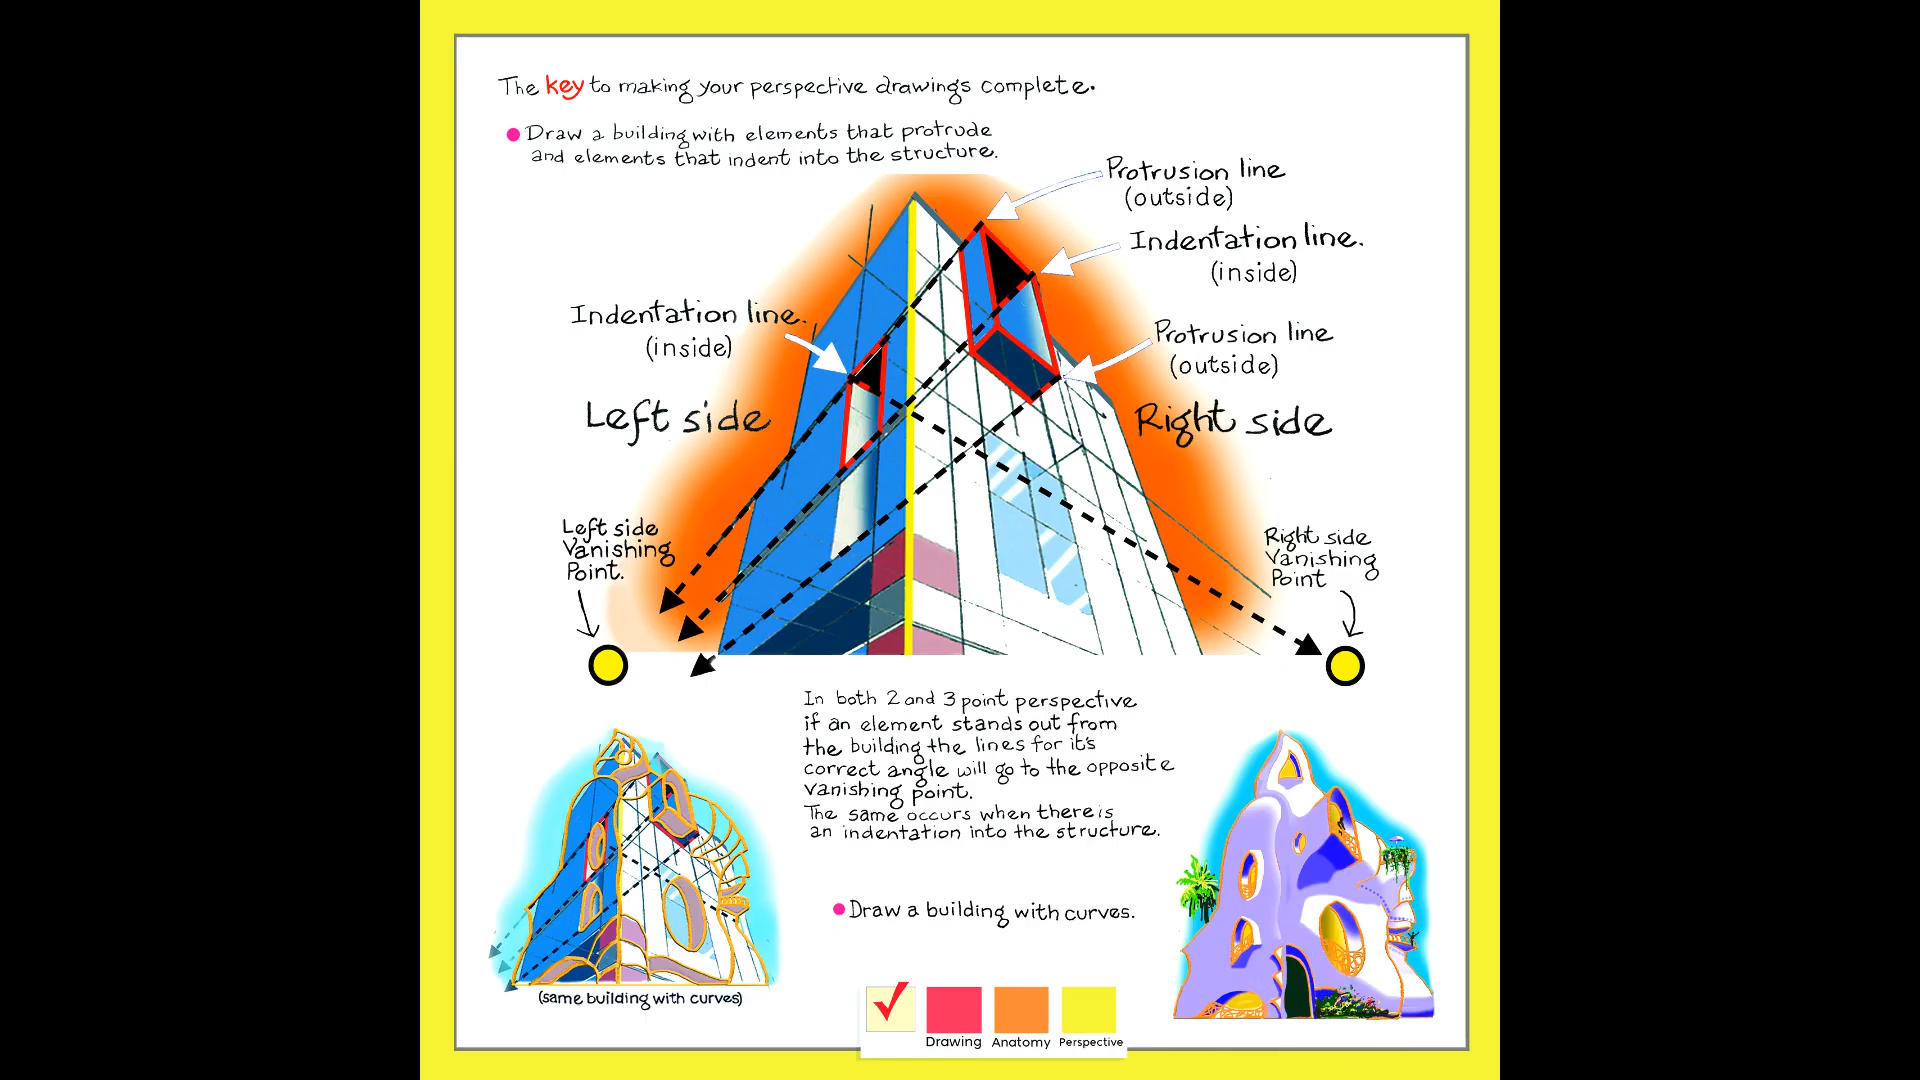 The key to making your perspective drawings complete.
Draw a building with elements that protrude
and elements that indent into the structure.
Protrusion line
(outside)
Indentation line.
(inside)
Indentation line.
(inside)
Protrusion line
(outside)
Left side
Right side
Left side
Vanishing
Point.
Right side
Vanishing
Point
In both 2 and 3 point perspective
if an element stands out from
the building the lines for it's
correct angle will go to the opposite
vanishing point.
The same occurs when there is
an indentation into the structure.
Draw a building with curves.
(same building with curves)
Drawing Anatomy Perspective